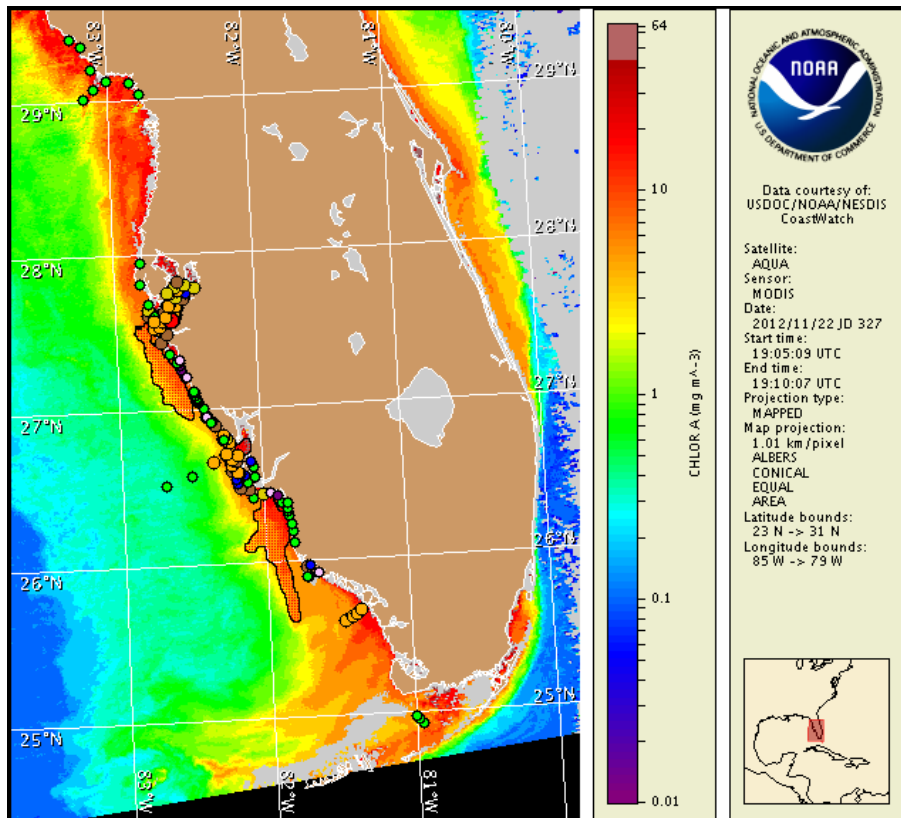 83°W
82°W
81°W
80°W
29°N
29°N
28°N
28°N
27°N
27°N
26°N
26°N
25°N
25°N
83°W
82°W
81°W
64
10
1
0.1
0.01
CHLOR A (mg m^-3)
NATIONAL OCEANIC AND ATMOSPHERIC ADMINISTRATION
NOAA
U.S. DEPARTMENT OF COMMERCE
Data courtesy of:
USDOC/NOAA/NESDIS
CoastWatch
Satellite:
AQUA
Sensor:
MODIS
Date:
2012/11/22 JD 327
Start time:
19:05:09 UTC
End time:
19:10:07 UTC
Projection type:
MAPPED
Map projection:
1.01 km/pixel
ALBERS
CONICAL
EQUAL
AREA
Latitude bounds:
23 N -> 31 N
Longitude bounds:
85 W -> 79 W